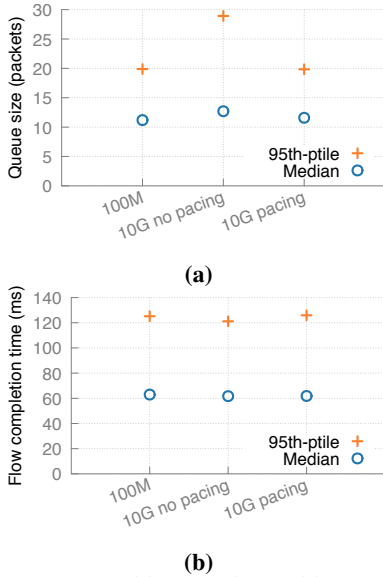 30
25
20
15
10
5
0
Queue size (packets)
95th-ptile
Median
100M
10G no pacing
10G pacing
(a)
140
120
100
80
60
40
20
0
Flow completion time (ms)
95th-ptile
Median
100M
10G no pacing
10G pacing
(b)